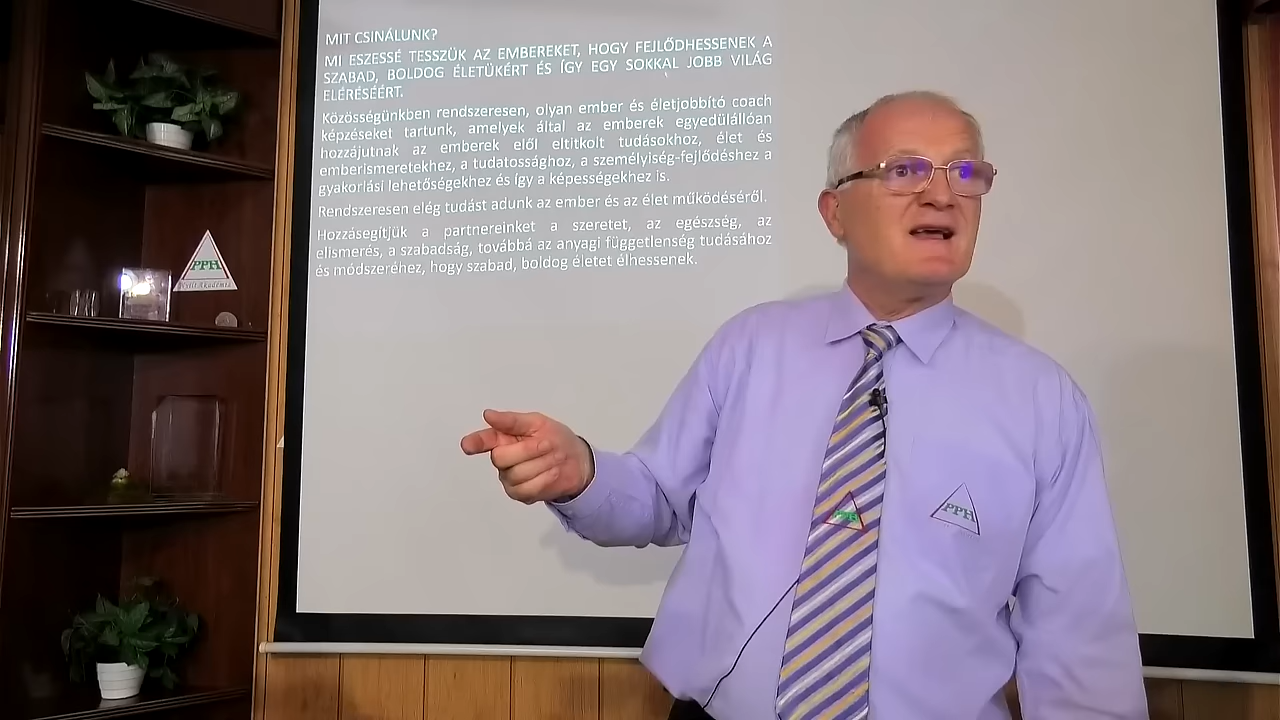 MIT CSINÁLUNK?
MI ESZESSÉ TESSZÜK AZ EMBEREKET, HOGY FEJLŐDHESSENEK A
SZABAD, BOLDOG ÉLETÜKÉRT ÉS ÍGY EGY SOKKAL JOBB VILÁG
ELÉRÉSÉÉRT.
Közösségünkben rendszeresen, olyan ember és életjobbító coach
képzéseket tartunk, amelyek által az emberek egyedülállóan
hozzájutnak az emberek elől eltitkolt tudásokhoz, élet és
emberismeretekhez, a tudatossághoz, a személyiség-fejlődéshez a
gyakorlási lehetőségekhez és így a képességekhez is.
Rendszeresen elég tudást adunk az ember és az élet működéséről.
Hozzásegítjük a partnereinket a szeretet, az egészség, az
elismerés, a szabadság, továbbá az anyagi függetlenség tudásához
és módszeréhez, hogy szabad, boldog életet élhessenek.
PPH
Nyílt Akadémia
PPH
PPH